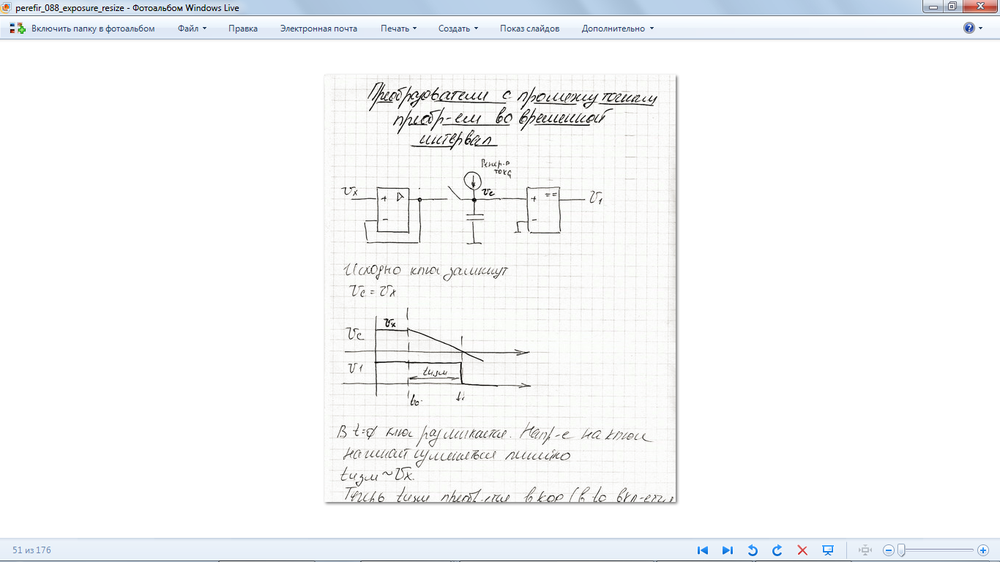 perefir_088_exposure_resize - Фотоальбом Windows Live
Включить папку в фотоальбом Файл Правка Электронная почта Печать Создать Показ слайдов Дополнительно
Преобразователи с промежуточным
преобр-ем во временной
интервал
Генер-р
тока
Ux
Uc
U1
+ ▷
-
+ ==
-
Исходно ключ замкнут
Uc = Ux
Ux
Uc
U1
tизм
t0
t1
В t=0 ключ размыкается. Напр-е на ключе
начинает уменьшаться линейно
tизм ~ Ux.
Теперь tизм в код (в t0 вкл-ется
51 из 176